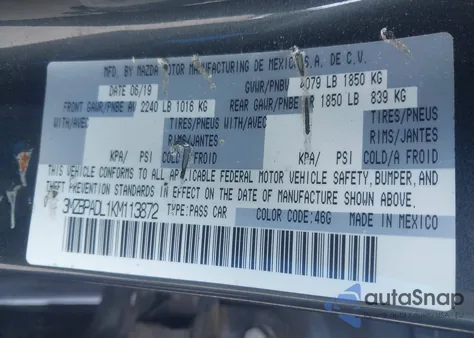 MFD. BY MAZDA MOTOR MANUFACTURING DE MEXICO S.A. DE C.V.
DATE 06/19 GVWR/PNBV 4079 LB 1850 KG
FRONT GAWR/PNBE AV 2240 LB 1016 KG REAR GAWR/PNBE AR 1850 LB 839 KG
WITH/AVEC TIRES/PNEUS WITH/AVEC TIRES/PNEUS
RIMS/JANTES RIMS/JANTES
KPA/ PSI COLD/A FROID KPA/ PSI COLD/A FROID
THIS VEHICLE CONFORMS TO ALL APPLICABLE FEDERAL MOTOR VEHICLE SAFETY, BUMPER, AND
THEFT PREVENTION STANDARDS IN EFFECT ON THE DATE OF MANUFACTURE SHOWN ABOVE.
3MZBPADL1KM113872 TYPE:PASS CAR COLOR CODE:46G MADE IN MEXICO
autoSnap